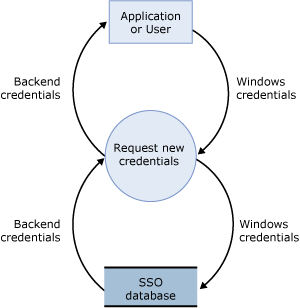 Application
or User
Backend
credentials
Windows
credentials
Request new
credentials
Backend
credentials
Windows
credentials
SSO
database